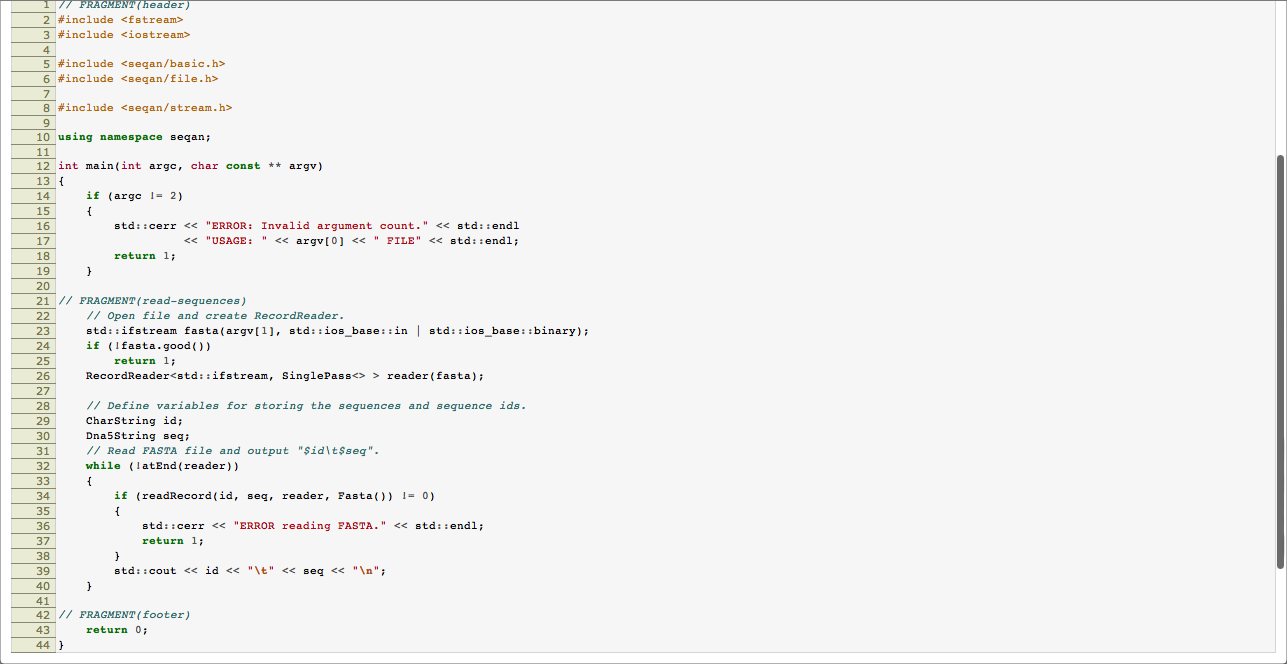 1 // FRAGMENT(header)
2 #include <fstream>
3 #include <iostream>
4
5 #include <seqan/basic.h>
6 #include <seqan/file.h>
7
8 #include <seqan/stream.h>
9
10 using namespace seqan;
11
12 int main(int argc, char const ** argv)
13 {
14     if (argc != 2)
15     {
16         std::cerr << "ERROR: Invalid argument count." << std::endl
17                   << "USAGE: " << argv[0] << " FILE" << std::endl;
18         return 1;
19     }
20
21 // FRAGMENT(read-sequences)
22     // Open file and create RecordReader.
23     std::ifstream fasta(argv[1], std::ios_base::in | std::ios_base::binary);
24     if (!fasta.good())
25         return 1;
26     RecordReader<std::ifstream, SinglePass<> > reader(fasta);
27
28     // Define variables for storing the sequences and sequence ids.
29     CharString id;
30     Dna5String seq;
31     // Read FASTA file and output "$id\t$seq".
32     while (!atEnd(reader))
33     {
34         if (readRecord(id, seq, reader, Fasta()) != 0)
35         {
36             std::cerr << "ERROR reading FASTA." << std::endl;
37             return 1;
38         }
39         std::cout << id << "\t" << seq << "\n";
40     }
41
42 // FRAGMENT(footer)
43     return 0;
44 }